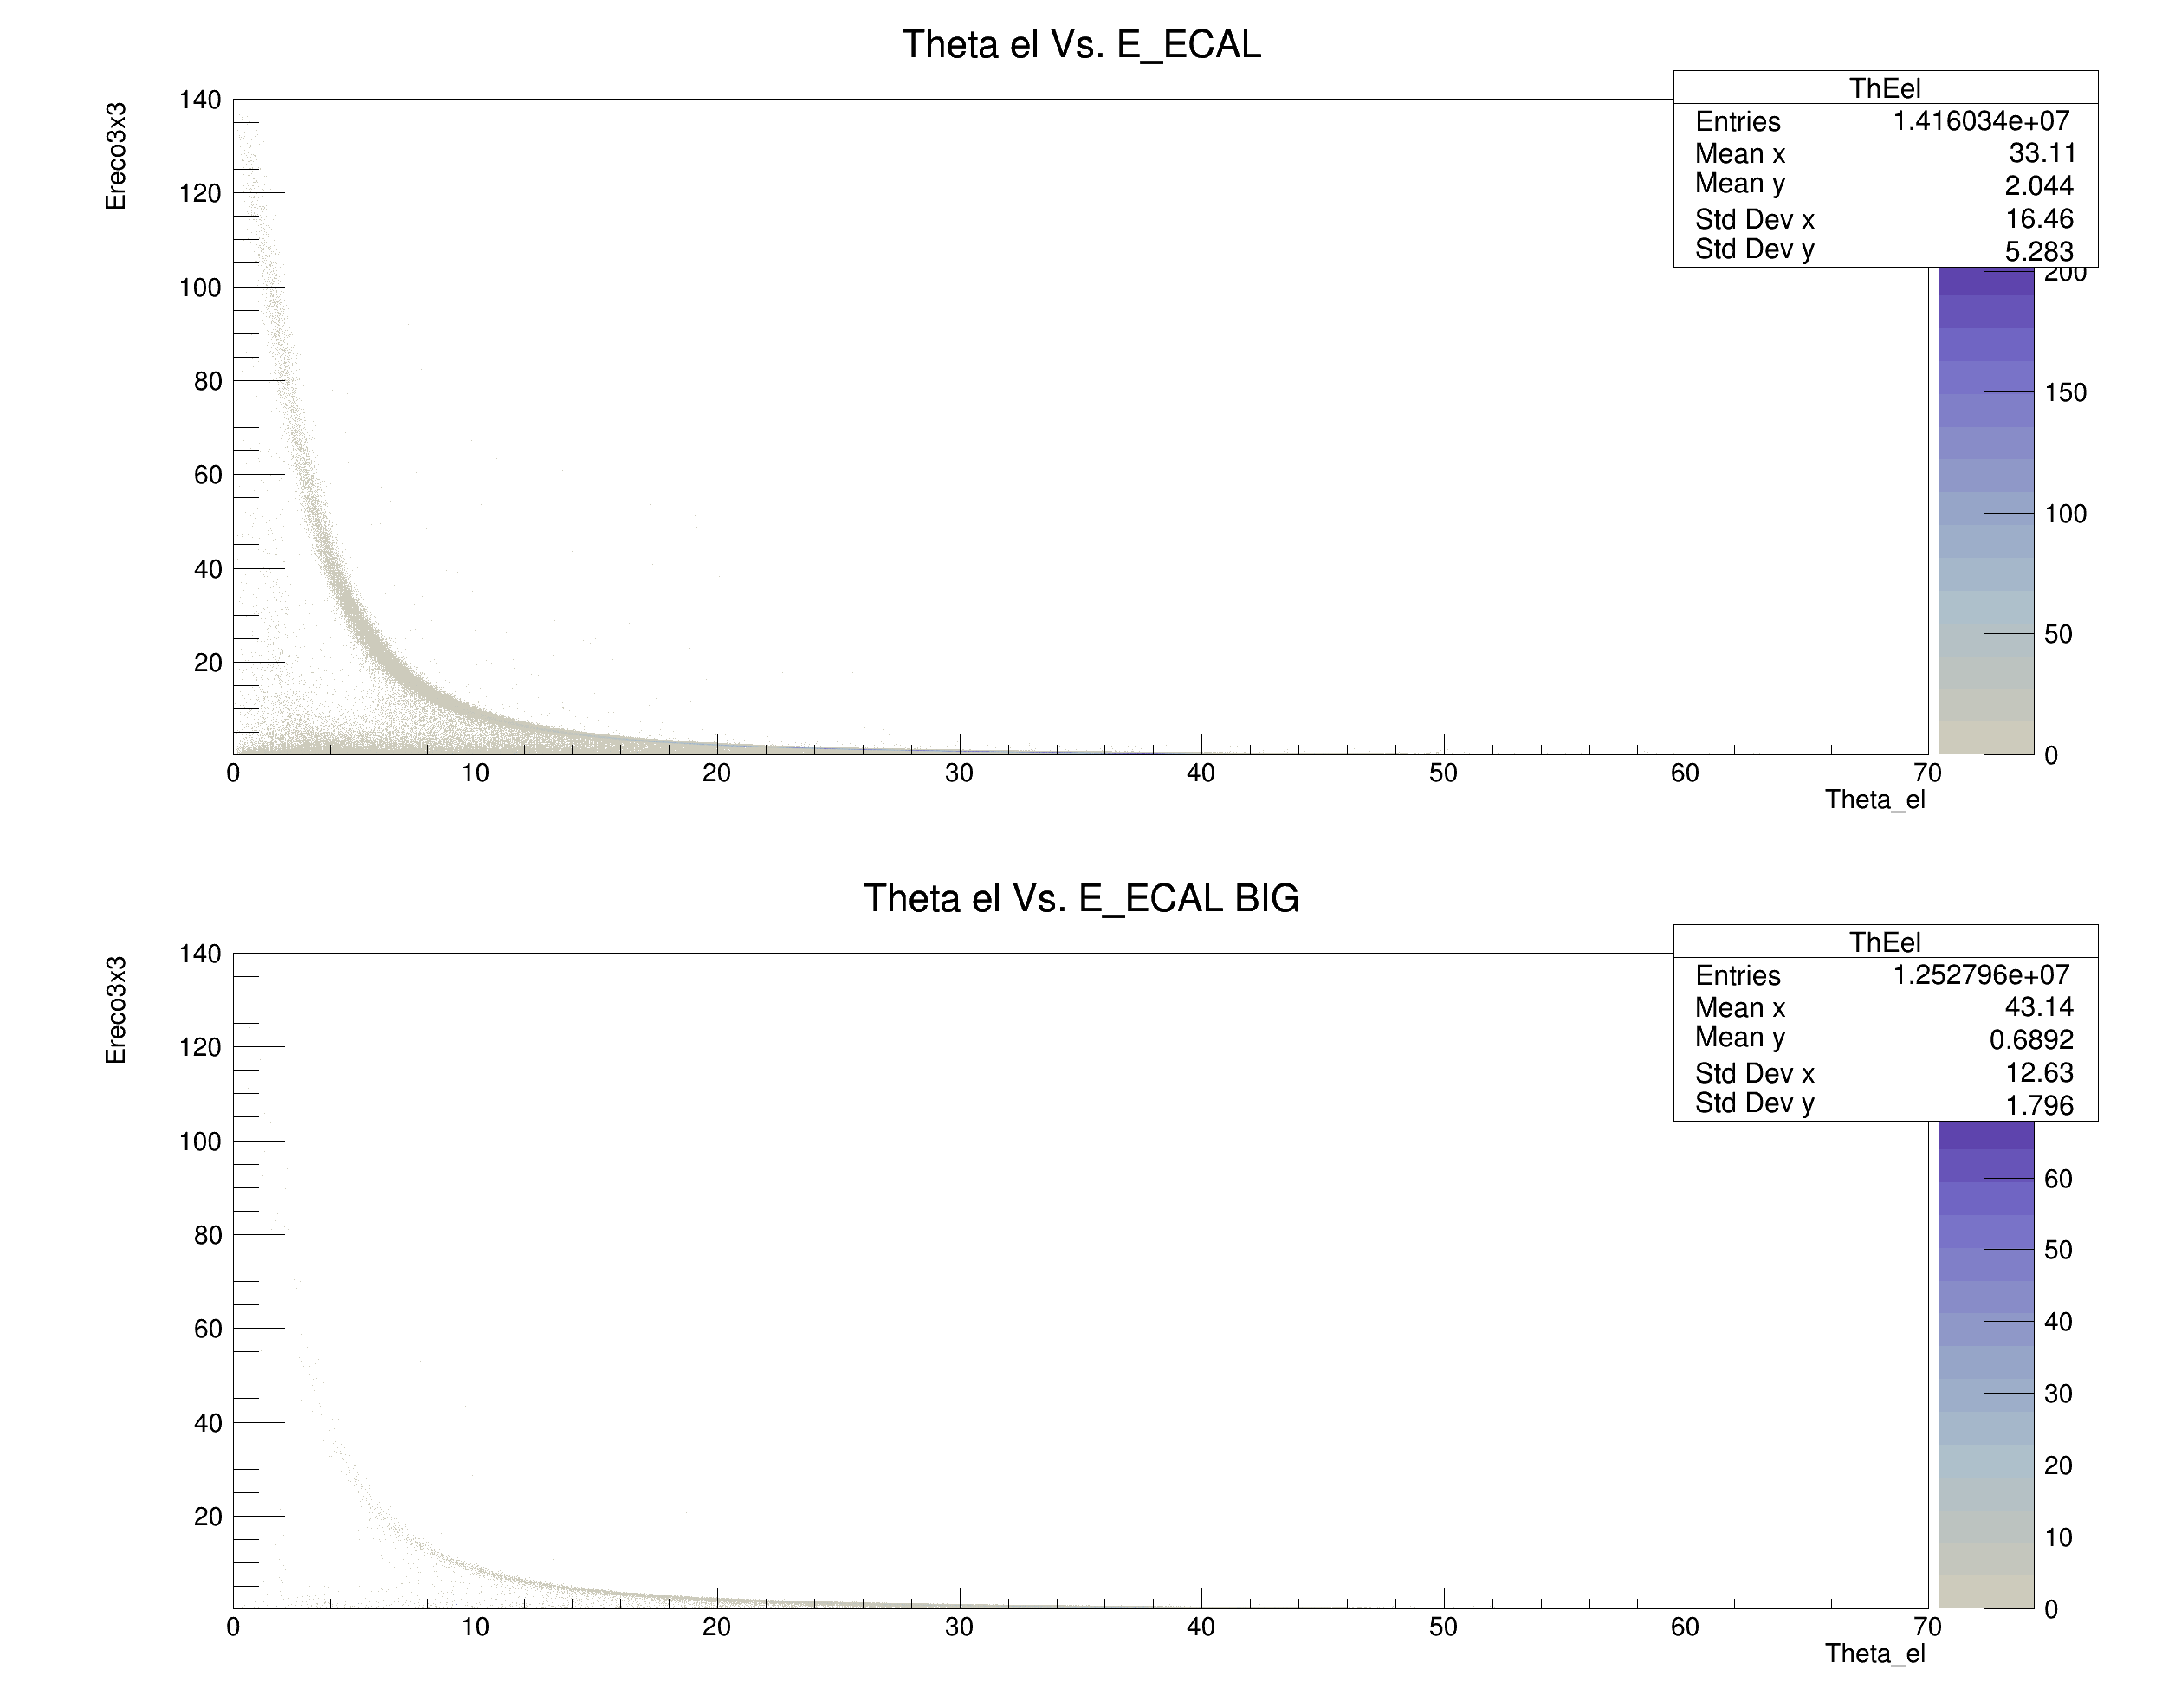 Theta el Vs. E_ECAL
Ereco3x3
140
120
100
80
60
40
20
0
10
20
30
40
50
60
70
Theta_el
ThEel
Entries 1.416034e+07
Mean x 33.11
Mean y 2.044
Std Dev x 16.46
Std Dev y 5.283
200
150
100
50
0
Theta el Vs. E_ECAL BIG
Ereco3x3
140
120
100
80
60
40
20
0
10
20
30
40
50
60
70
Theta_el
ThEel
Entries 1.252796e+07
Mean x 43.14
Mean y 0.6892
Std Dev x 12.63
Std Dev y 1.796
60
50
40
30
20
10
0